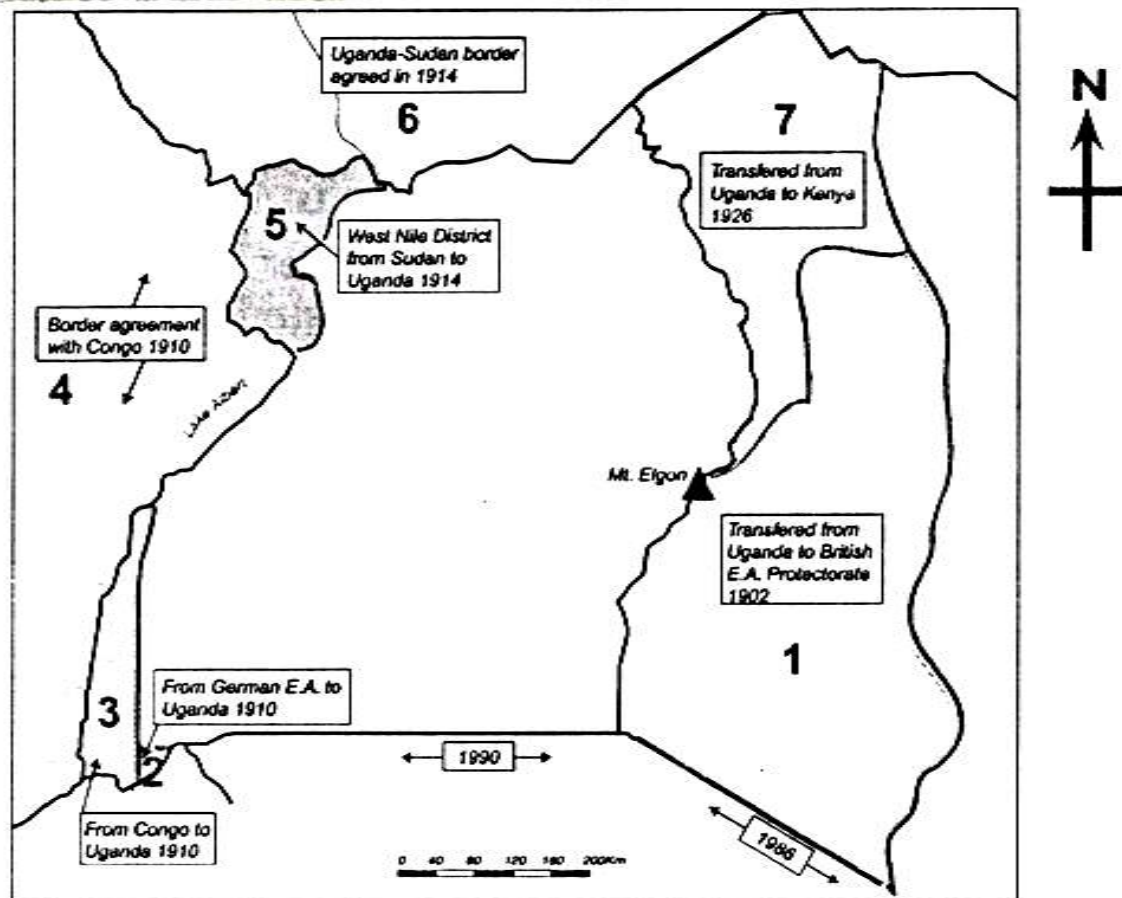 Uganda-Sudan border
agreed in 1914
6
N
7
Transfered from
Uganda to Kenya
1926
5
West Nile District
from Sudan to
Uganda 1914
Border agreement
with Congo 1910
4
Lake Albert
Mt. Elgon
Transfered from
Uganda to British
E.A. Protectorate
1902
1
From German E.A. to
Uganda 1910
3
2
1990
From Congo to
Uganda 1910
1986
0 40 80 120 160 200Km